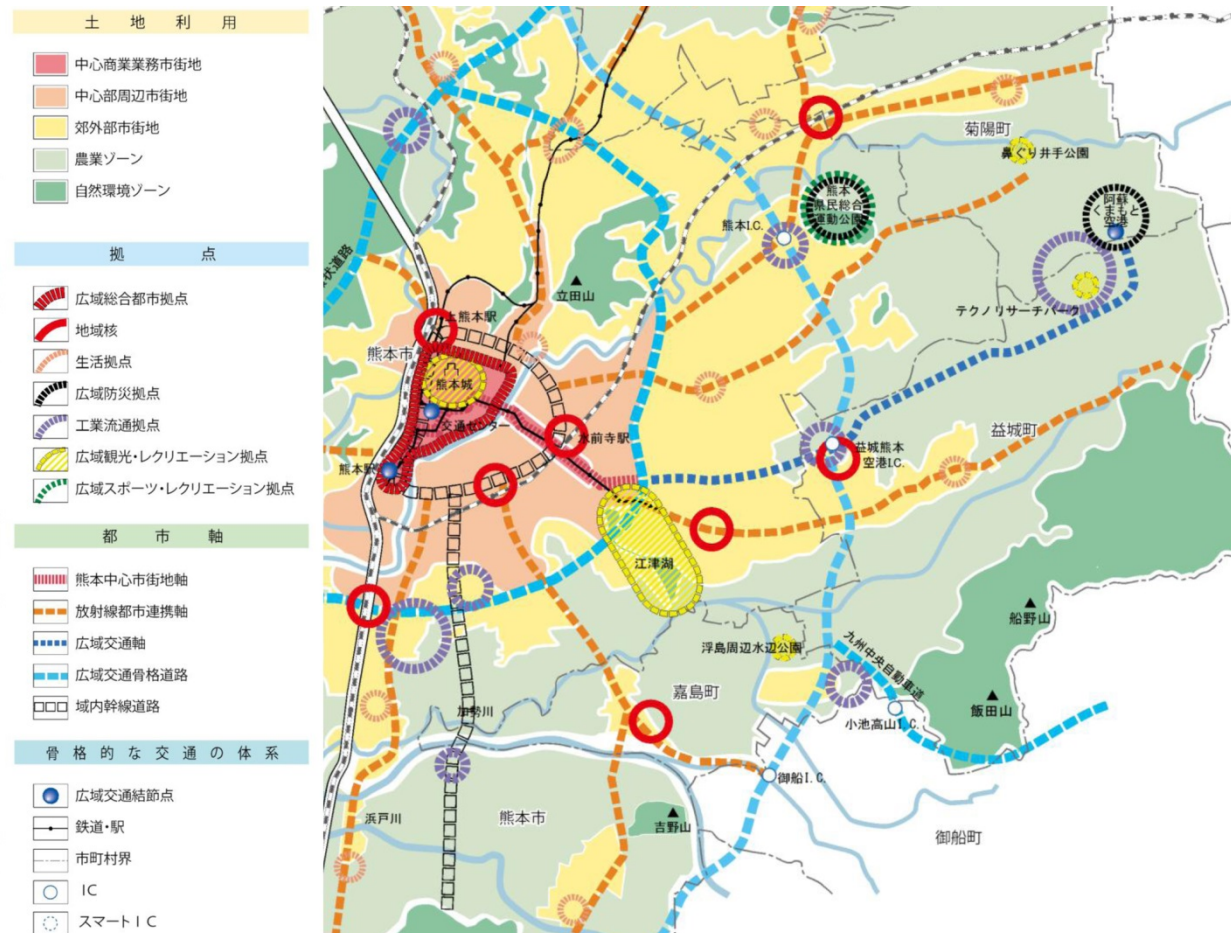 土地利用
中心商業業務市街地
中心部周辺市街地
郊外部市街地
農業ゾーン
自然環境ゾーン
拠点
広域総合都市拠点
地域核
生活拠点
広域防災拠点
工業流通拠点
広域観光・レクリエーション拠点
広域スポーツ・レクリエーション拠点
都市軸
熊本中心市街地軸
放射線都市連携軸
広域交通軸
広域交通骨格道路
域内幹線道路
骨格的な交通の体系
広域交通結節点
鉄道・駅
市町村界
IC
スマートIC
菊陽町
鼻ぐり井手公園
熊本
県民総合
運動公園
阿蘇
くまもと
空港
熊本I.C.
状道路
立田山
テクノリサーチパーク
上熊本駅
熊本市
熊本城
交通センター
水前寺駅
熊本駅
益城町
益城熊本
空港I.C.
江津湖
船野山
浮島周辺水辺公園
九州中央自動車道
嘉島町
飯田山
小池高山I.C.
加勢川
御船I.C.
浜戸川
熊本市
吉野山
御船町